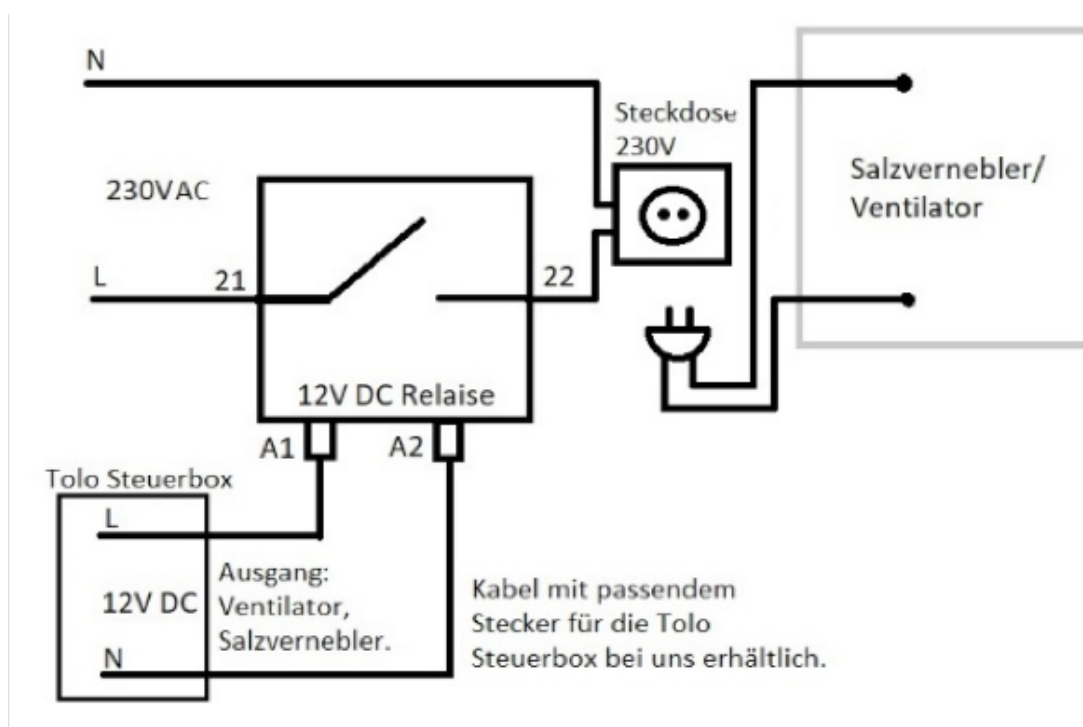 N
Steckdose
230V
230VAC
Salzvernebler/
Ventilator
L
21
22
12V DC Relaise
A1
A2
Tolo Steuerbox
L
12V DC
N
Ausgang:
Ventilator,
Salzvernebler.
Kabel mit passendem
Stecker für die Tolo
Steuerbox bei uns erhältlich.